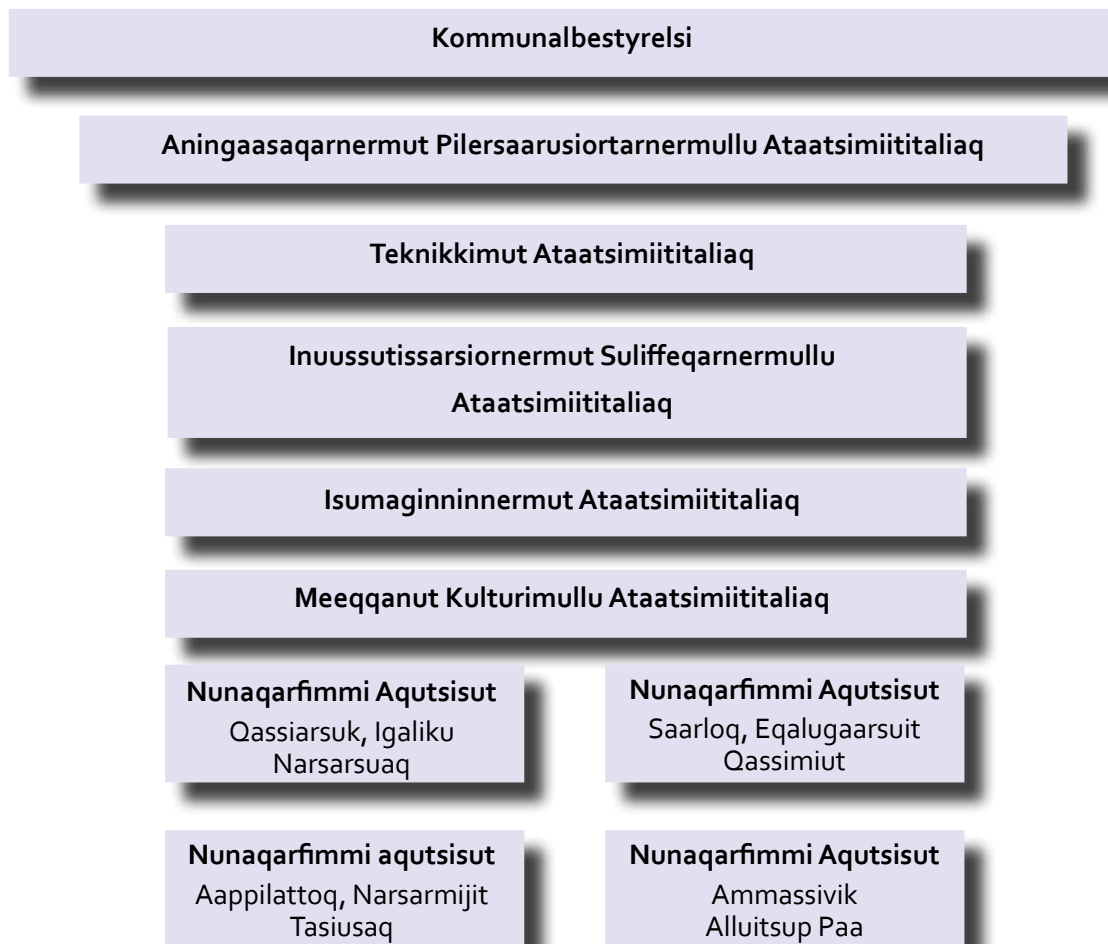 Kommunalbestyrelsi
Aningaasaqarnermut Pilersaarusiortarnermullu Ataatsimiititaliaq
Teknikkimut Ataatsimiititaliaq
Inuussutissarsiornermut Suliffeqarnermullu
Ataatsimiititaliaq
Isumaginninnermut Ataatsimiititaliaq
Meeqqanut Kulturimullu Ataatsimiititaliaq
Nunaqarfimmi Aqutsisut
Qassiarsuk, Igaliku
Narsarsuaq
Nunaqarfimmi Aqutsisut
Saarloq, Eqalugaarsuit
Qassimiut
Nunaqarfimmi aqutsisut
Aappilattoq, Narsarmijit
Tasiusaq
Nunaqarfimmi Aqutsisut
Ammassivik
Alluitsup Paa